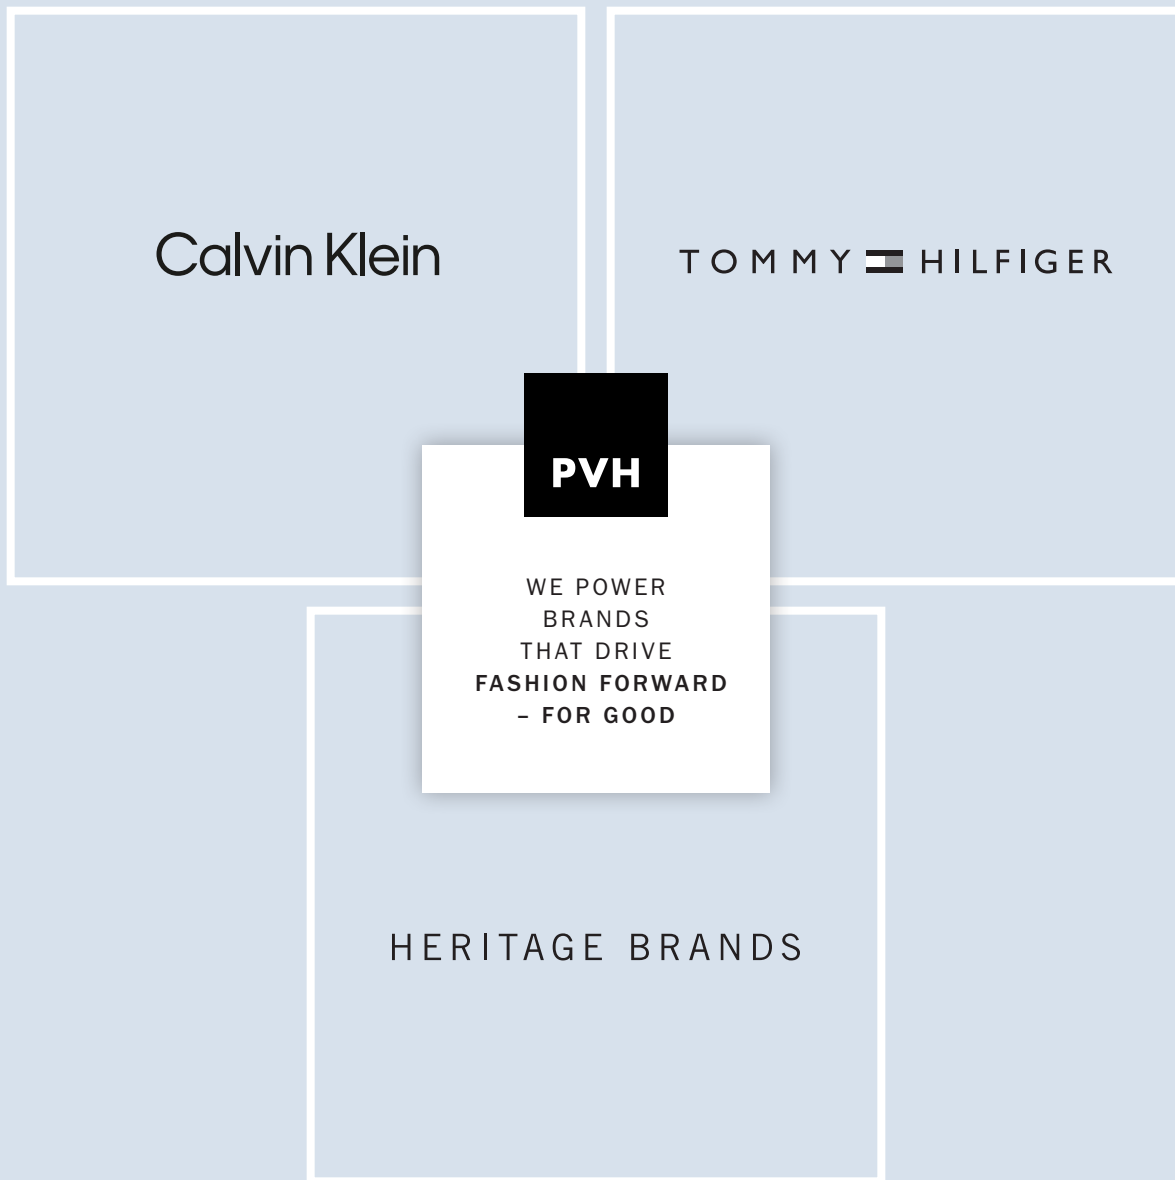 Calvin Klein
TOMMY HILFIGER
PVH
WE POWER
BRANDS
THAT DRIVE
FASHION FORWARD
– FOR GOOD
HERITAGE BRANDS